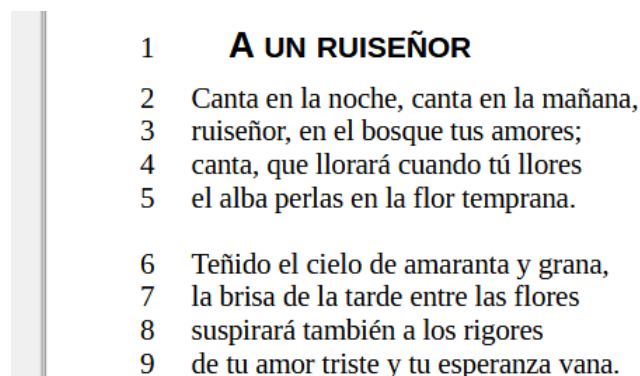 1 A UN RUISEÑOR
2 Canta en la noche, canta en la mañana,
3 ruiseñor, en el bosque tus amores;
4 canta, que llorará cuando tú llores
5 el alba perlas en la flor temprana.
6 Teñido el cielo de amaranta y grana,
7 la brisa de la tarde entre las flores
8 suspirará también a los rigores
9 de tu amor triste y tu esperanza vana.